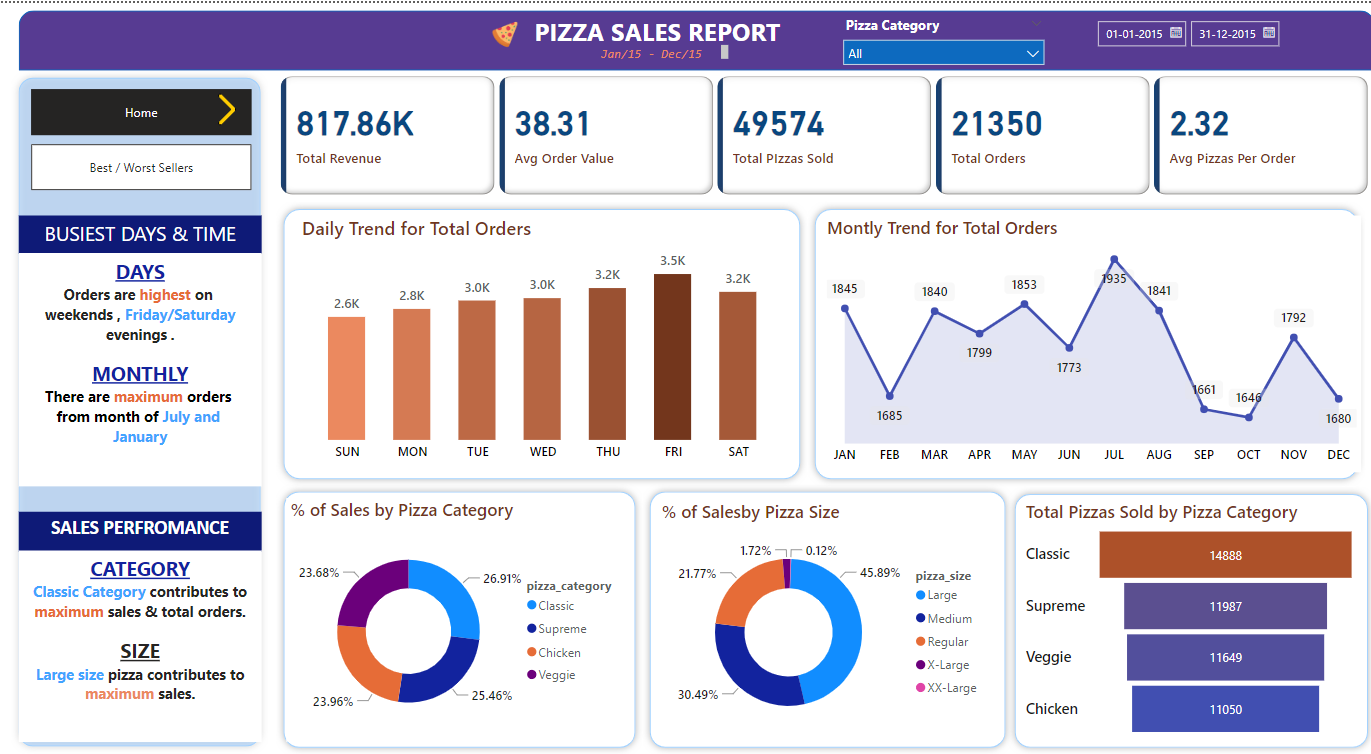 PIZZA SALES REPORT
Jan/15 - Dec/15
Pizza Category
All
01-01-2015
31-12-2015
Home
Best / Worst Sellers
817.86K
Total Revenue
38.31
Avg Order Value
49574
Total PIzzas Sold
21350
Total Orders
2.32
Avg Pizzas Per Order
BUSIEST DAYS & TIME
DAYS
Orders are highest on
weekends , Friday/Saturday
evenings .
MONTHLY
There are maximum orders
from month of July and
January
SALES PERFROMANCE
CATEGORY
Classic Category contributes to
maximum sales & total orders.
SIZE
Large size pizza contributes to
maximum sales.
Daily Trend for Total Orders
2.6K
2.8K
3.0K
3.0K
3.2K
3.5K
3.2K
SUN
MON
TUE
WED
THU
FRI
SAT
Montly Trend for Total Orders
1845
1685
1840
1799
1853
1773
1935
1841
1661
1646
1792
1680
JAN
FEB
MAR
APR
MAY
JUN
JUL
AUG
SEP
OCT
NOV
DEC
% of Sales by Pizza Category
23.68%
26.91%
23.96%
25.46%
pizza_category
Classic
Supreme
Chicken
Veggie
% of Salesby Pizza Size
1.72%
0.12%
21.77%
45.89%
30.49%
pizza_size
Large
Medium
Regular
X-Large
XX-Large
Total Pizzas Sold by Pizza Category
Classic
14888
Supreme
11987
Veggie
11649
Chicken
11050